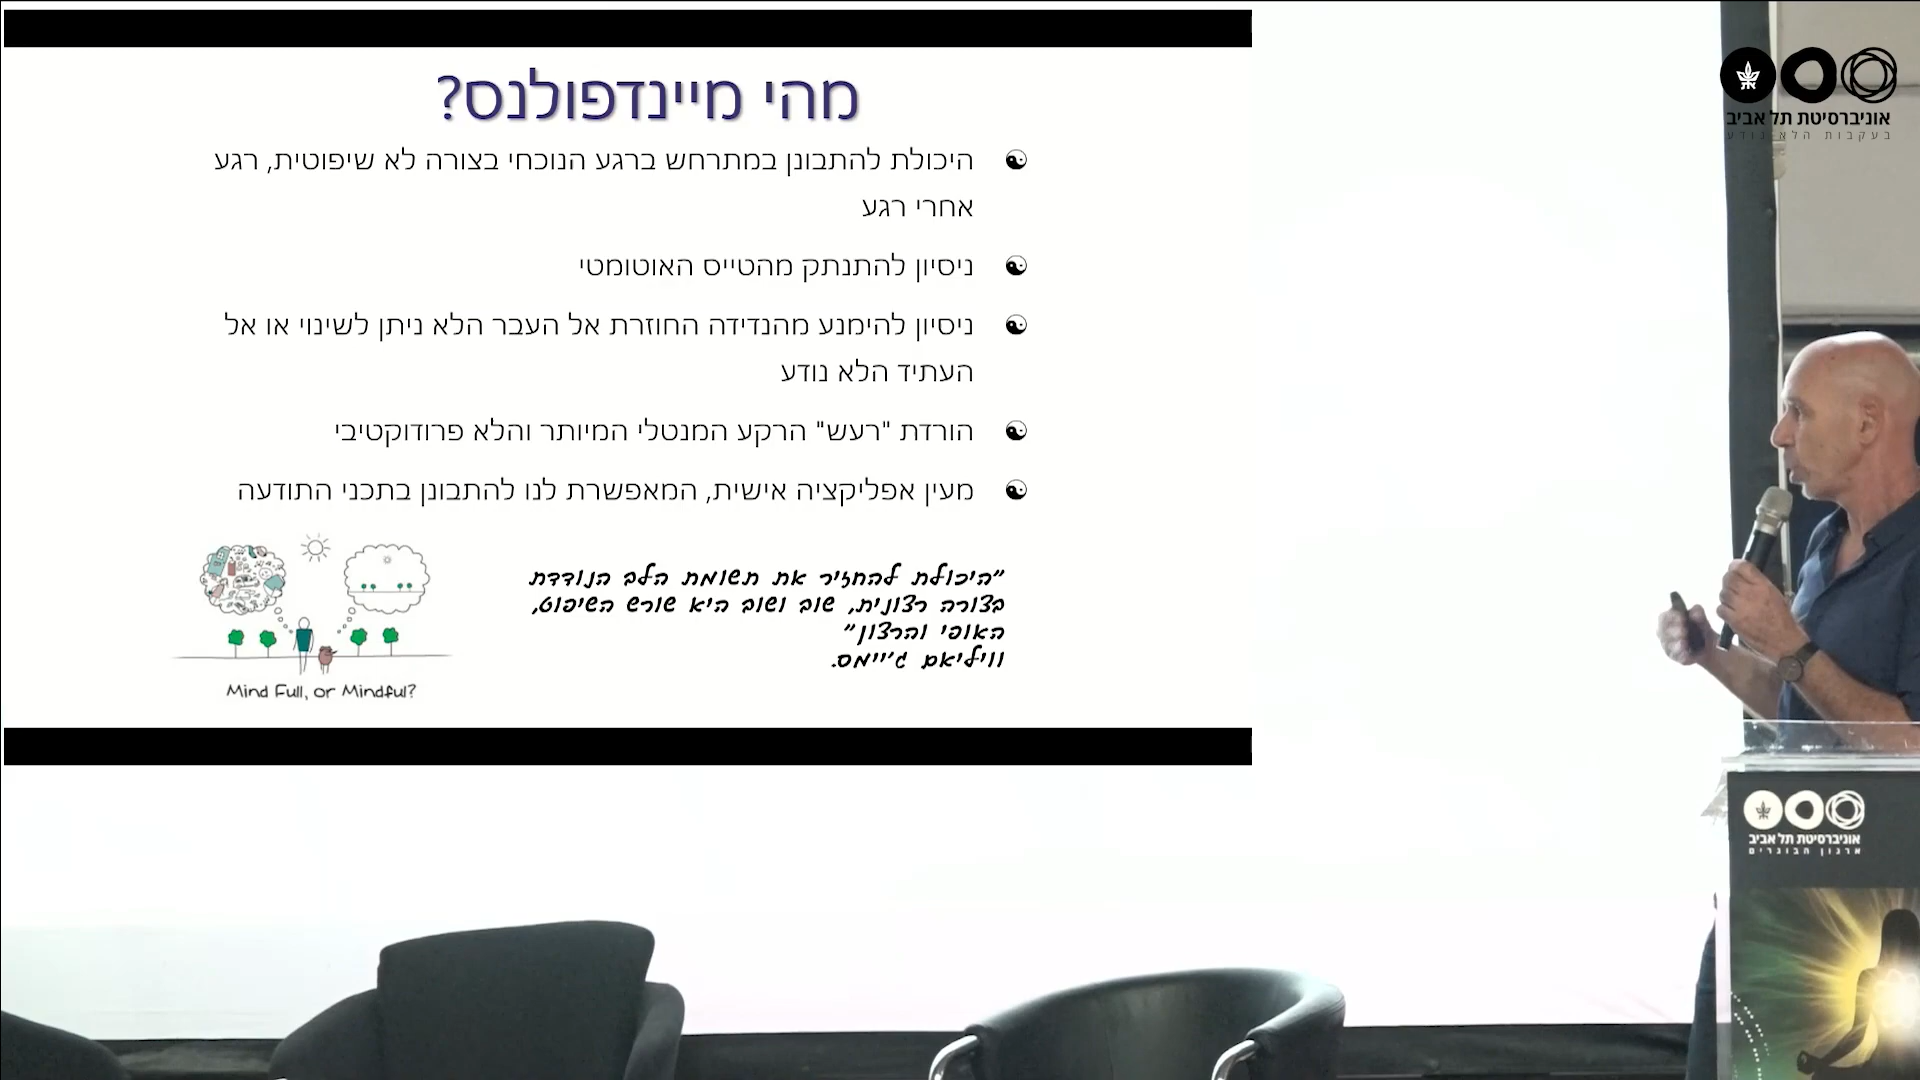 מהי מיינדפולנס?
היכולת להתבונן במתרחש ברגע הנוכחי בצורה לא שיפוטית, רגע
אחרי רגע
ניסיון להתנתק מהטייס האוטומטי
ניסיון להימנע מהנדידה החוזרת אל העבר הלא ניתן לשינוי או אל
העתיד הלא נודע
הורדת "רעש" הרקע המנטלי המיותר והלא פרודוקטיבי
מעין אפליקציה אישית, המאפשרת לנו להתבונן בתכני התודעה
"היכולת להחזיר את תשומת הלב הנודדת
בצורה רצונית, שוב ושוב היא שורש השיפוט,
האופי והרצון"
וויליאם ג'יימס.
Mind Full, or Mindful?
אוניברסיטת תל אביב
בעקבות הלא נודע
אוניברסיטת תל אביב
ארגון הבוגרים